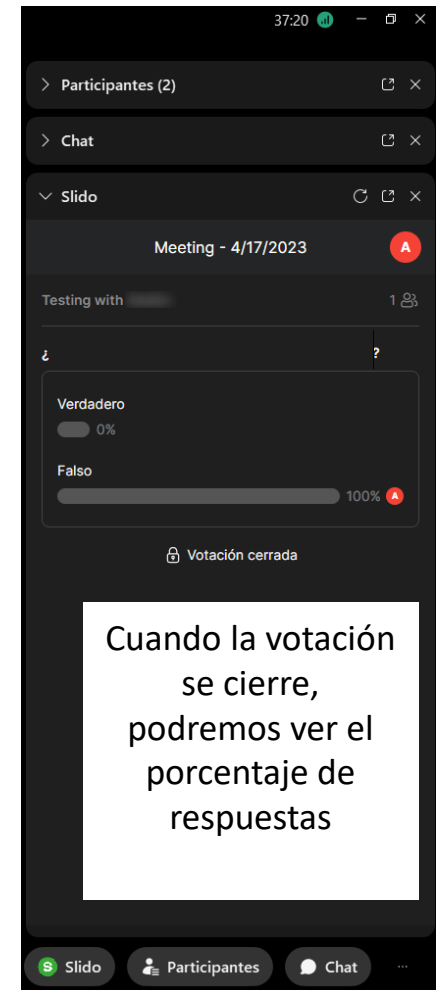 37:20
Participantes (2)
Chat
Slido
Meeting - 4/17/2023 A
Testing with 1
¿ ?
Verdadero
0%
Falso
100% A
Votación cerrada
Cuando la votación
se cierre,
podremos ver el
porcentaje de
respuestas
S Slido Participantes Chat ...